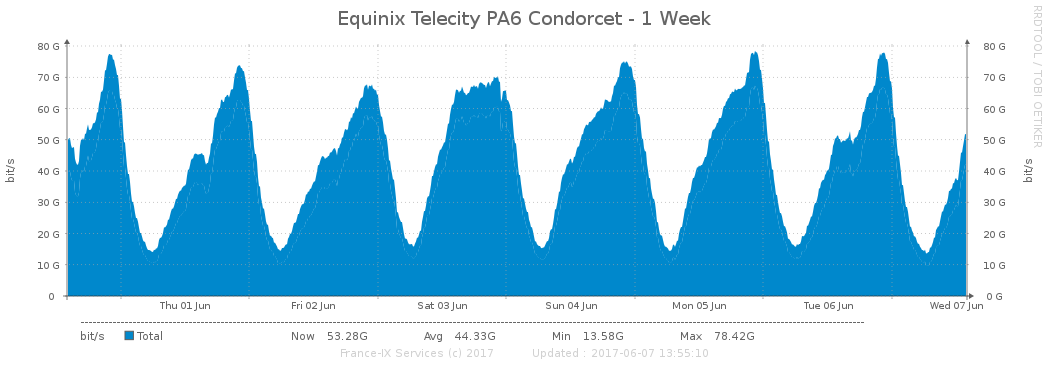 Equinix Telecity PA6 Condorcet - 1 Week
RRDTOOL / TOBI OETIKER
bit/s
80 G
70 G
60 G
50 G
40 G
30 G
20 G
10 G
0
80 G
70 G
60 G
50 G
40 G
30 G
20 G
10 G
0 G
bit/s
Thu 01 Jun Fri 02 Jun Sat 03 Jun Sun 04 Jun Mon 05 Jun Tue 06 Jun Wed 07 Jun
bit/s Total Now 53.28G Avg 44.33G Min 13.58G Max 78.42G
France-IX Services (c) 2017 Updated : 2017-06-07 13:55:10